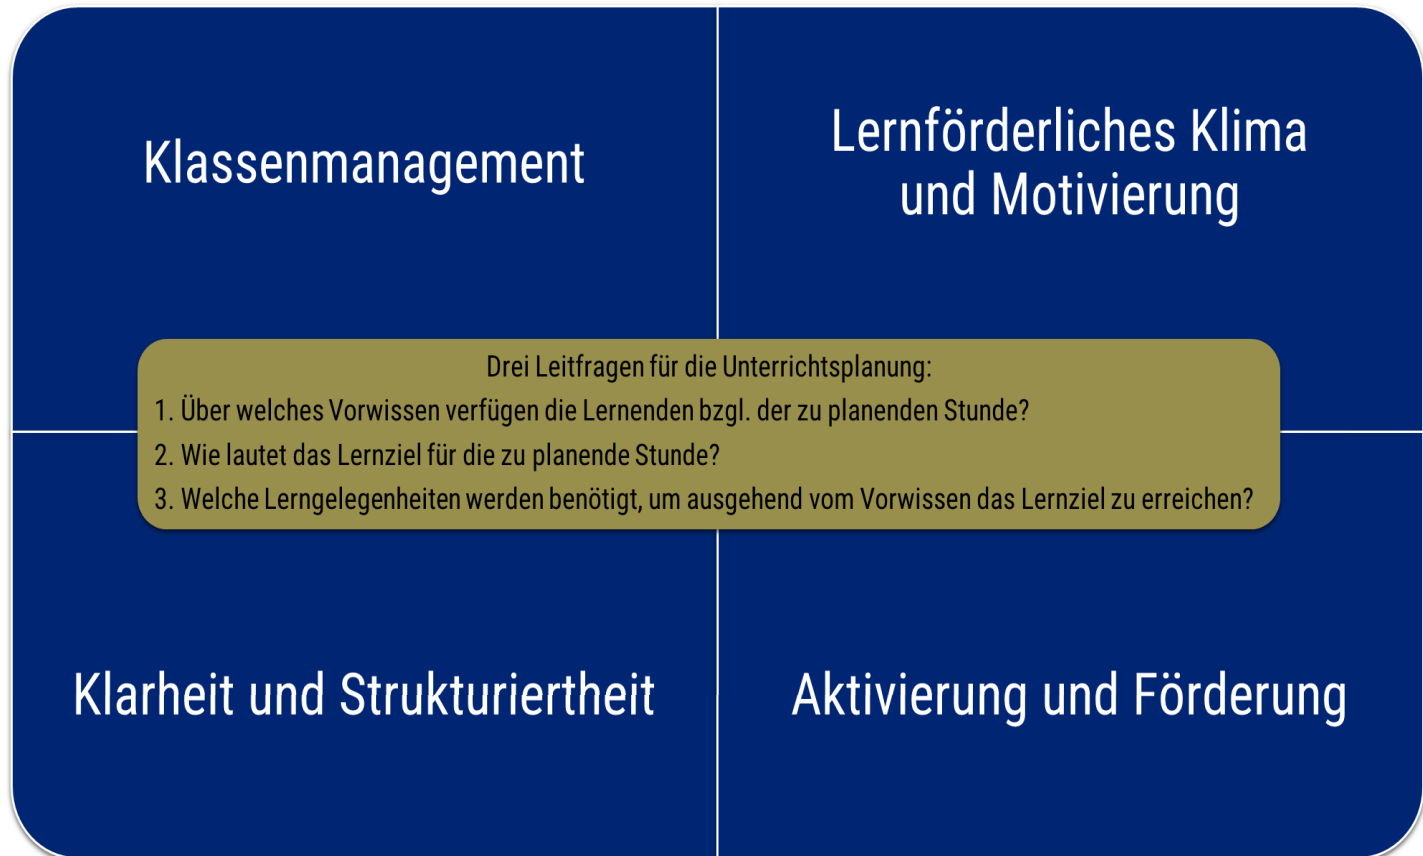 Klassenmanagement
Lernförderliches Klima
und Motivierung
Drei Leitfragen für die Unterrichtsplanung:
1. Über welches Vorwissen verfügen die Lernenden bzgl. der zu planenden Stunde?
2. Wie lautet das Lernziel für die zu planende Stunde?
3. Welche Lerngelegenheiten werden benötigt, um ausgehend vom Vorwissen das Lernziel zu erreichen?
Klarheit und Strukturiertheit
Aktivierung und Förderung